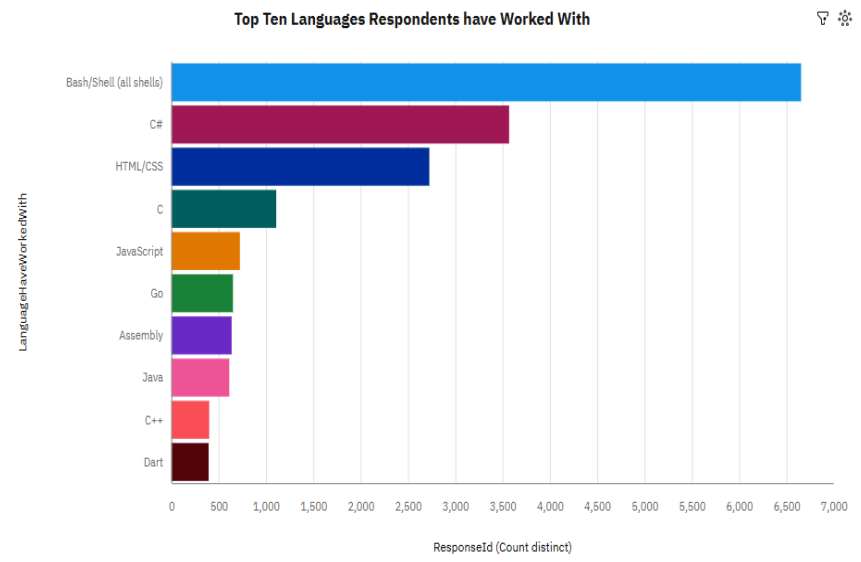 Top Ten Languages Respondents have Worked With
LanguageHaveWorkedWith
Bash/Shell (all shells)
C#
HTML/CSS
C
JavaScript
Go
Assembly
Java
C++
Dart
0 500 1,000 1,500 2,000 2,500 3,000 3,500 4,000 4,500 5,000 5,500 6,000 6,500 7,000
ResponseId (Count distinct)